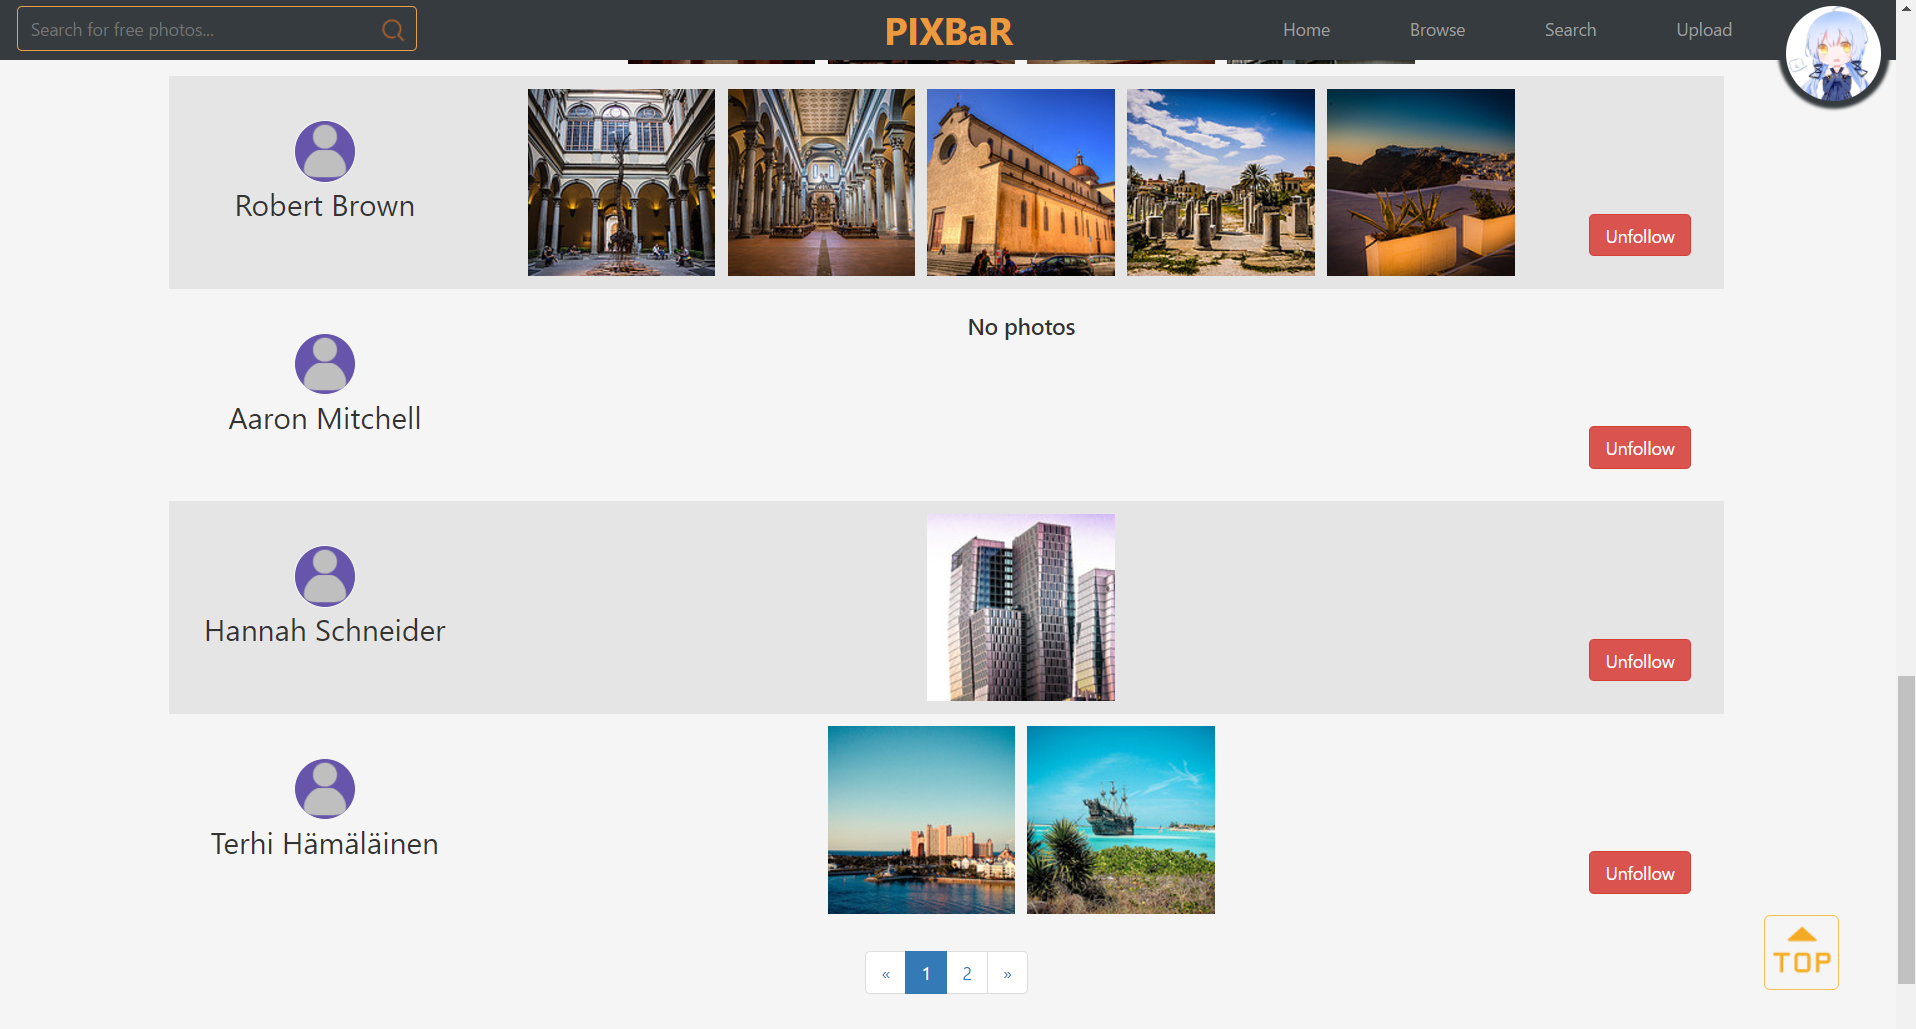 Search for free photos...
PIXBaR
Home
Browse
Search
Upload
Robert Brown
Unfollow
No photos
Aaron Mitchell
Unfollow
Hannah Schneider
Unfollow
Terhi Hämäläinen
Unfollow
« 1 2 »
TOP